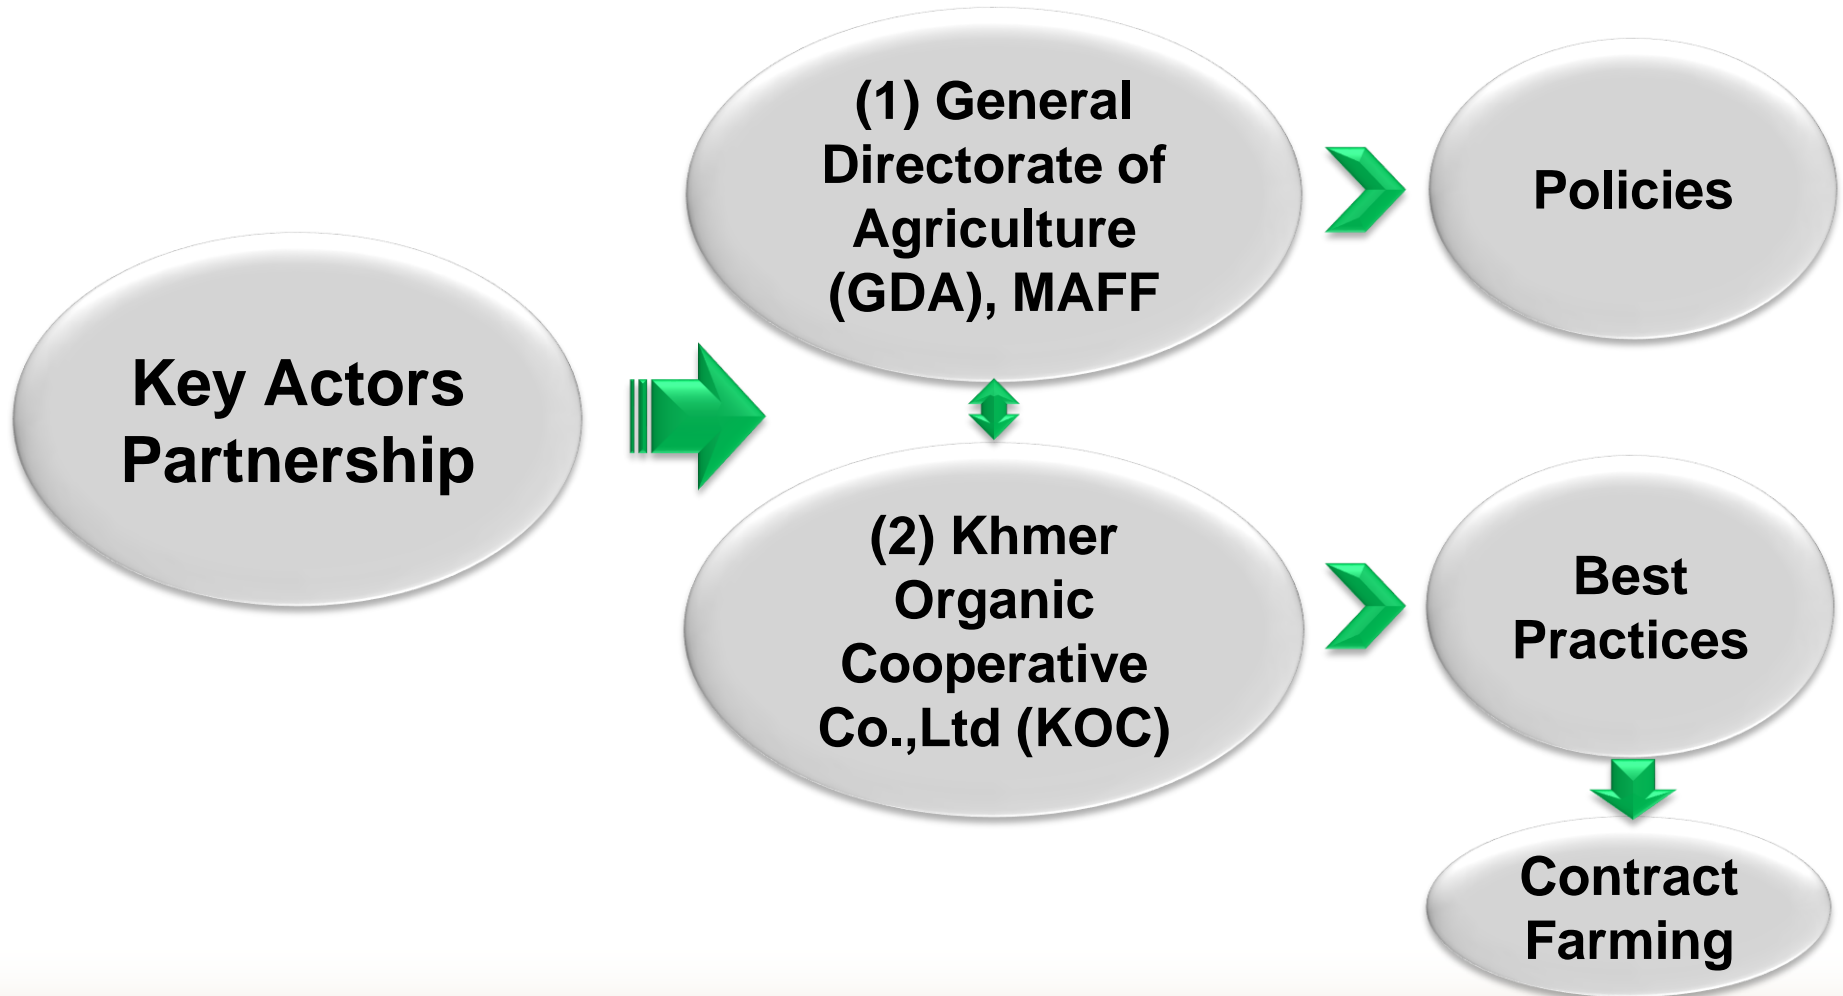 Key Actors
Partnership
(1) General
Directorate of
Agriculture
(GDA), MAFF
Policies
(2) Khmer
Organic
Cooperative
Co.,Ltd (KOC)
Best
Practices
Contract
Farming